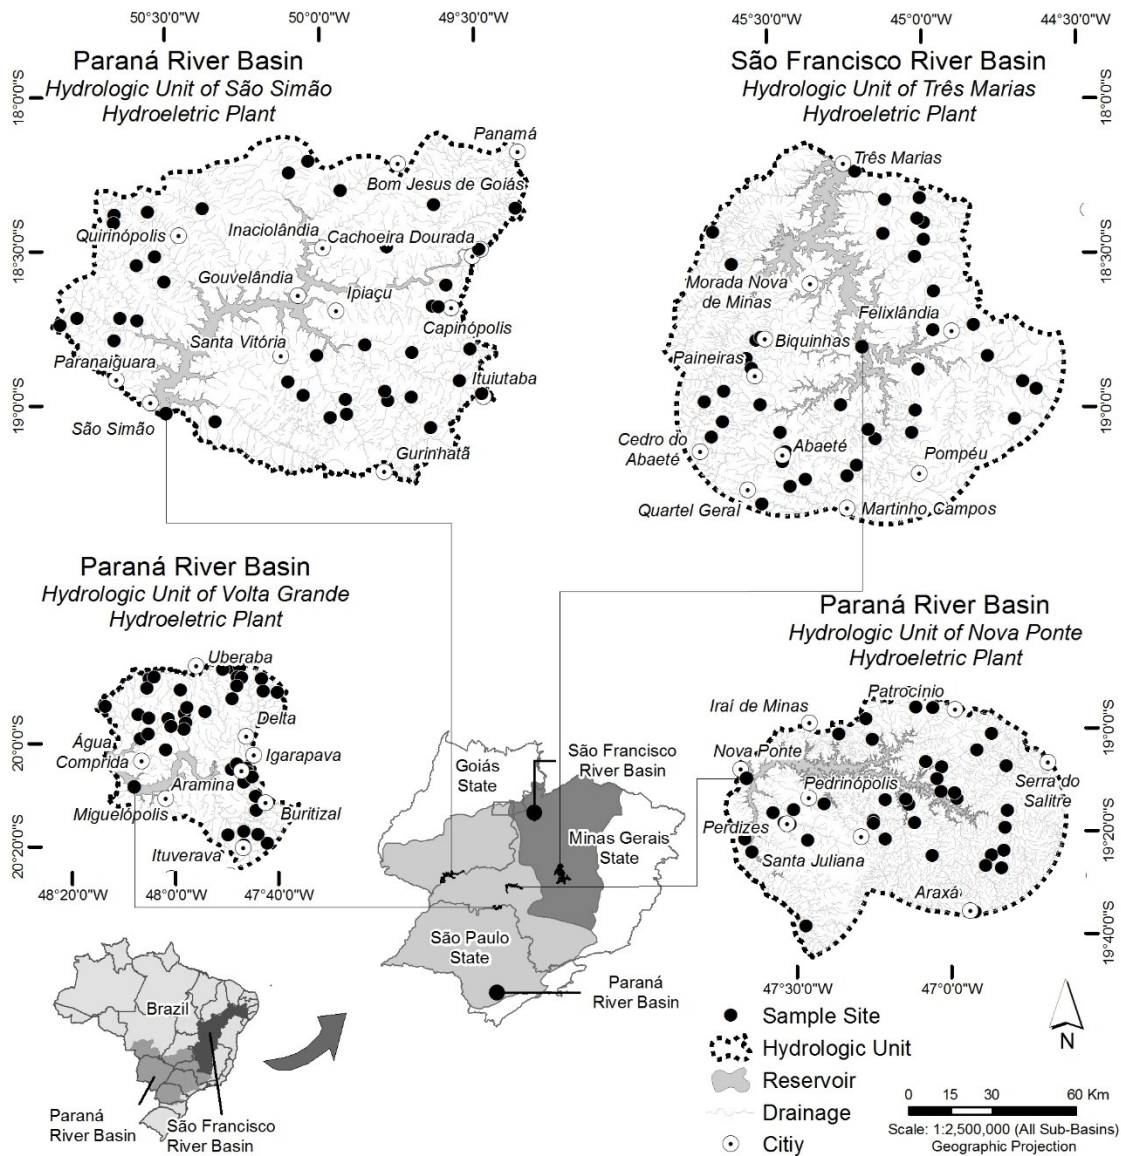 50°30'0"W
50°00'0"W
49°30'0"W
Paraná River Basin
Hydrologic Unit of São Simão
Hydroeletric Plant
18°0'0"S
18°30'0"S
19°0'0"S
Panamá
Bom Jesus de Goiás
Quirinópolis
Inaciolândia
Cachoeira Dourada
Gouvelândia
Ipiaçu
Capinópolis
Santa Vitória
Paranaiguara
Ituiutaba
São Simão
Gurinhatã
45°30'0"W
45°0'0"W
44°30'0"W
São Francisco River Basin
Hydrologic Unit of Três Marias
Hydroeletric Plant
18°0'0"S
18°30'0"S
19°0'0"S
Três Marias
Morada Nova
de Minas
Felixlândia
Biquinhas
Paineiras
Cedro do
Abaeté
Abaeté
Pompéu
Quartel Geral
Martinho Campos
Paraná River Basin
Hydrologic Unit of Volta Grande
Hydroeletric Plant
Uberaba
Delta
Água
Comprida
Igarapava
Aramina
Miguelópolis
Buritizal
Ituverava
20°0'0"S
20°20'0"S
48°20'0"W
48°0'0"W
47°40'0"W
Paraná River Basin
Hydrologic Unit of Nova Ponte
Hydroeletric Plant
Patrocínio
Iraí de Minas
Nova Ponte
Pedrinópolis
Serra do
Salitre
Perdizes
Santa Juliana
Araxá
19°0'0"S
19°20'0"S
19°40'0"S
47°30'0"W
47°0'0"W
Goiás
State
São Francisco
River Basin
Minas Gerais
State
São Paulo
State
Paraná
River Basin
Brazil
Paraná
River Basin
São Francisco
River Basin
Sample Site
Hydrologic Unit
Reservoir
Drainage
Citiy
N
0 15 30 60 Km
Scale: 1:2,500,000 (All Sub-Basins)
Geographic Projection